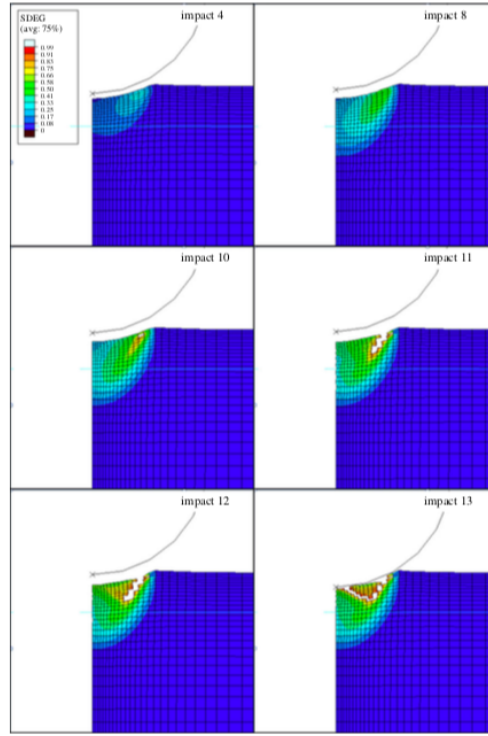 SDEG
(avg: 75%)
0.99
0.91
0.83
0.75
0.66
0.58
0.50
0.41
0.33
0.25
0.17
0.08
0
impact 4
impact 8
impact 10
impact 11
impact 12
impact 13